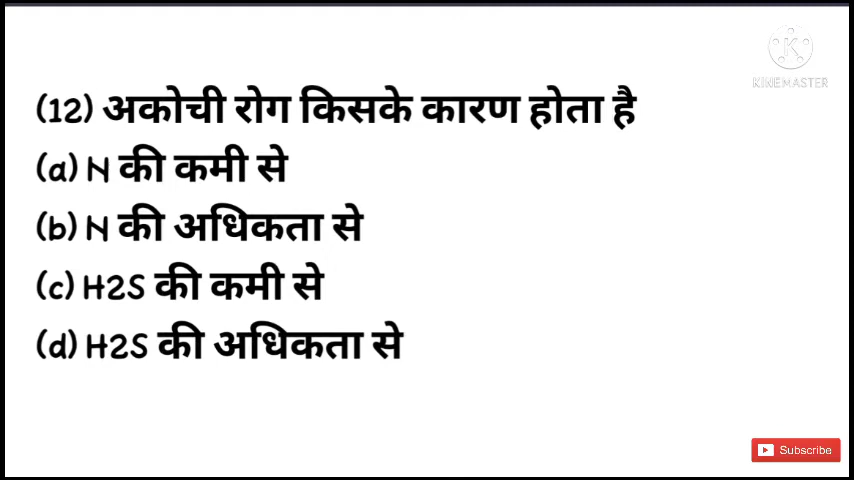 KINEMASTER
(12) अकोची रोग किसके कारण होता है
(a) N की कमी से
(b) N की अधिकता से
(c) H2S की कमी से
(d) H2S की अधिकता से
Subscribe